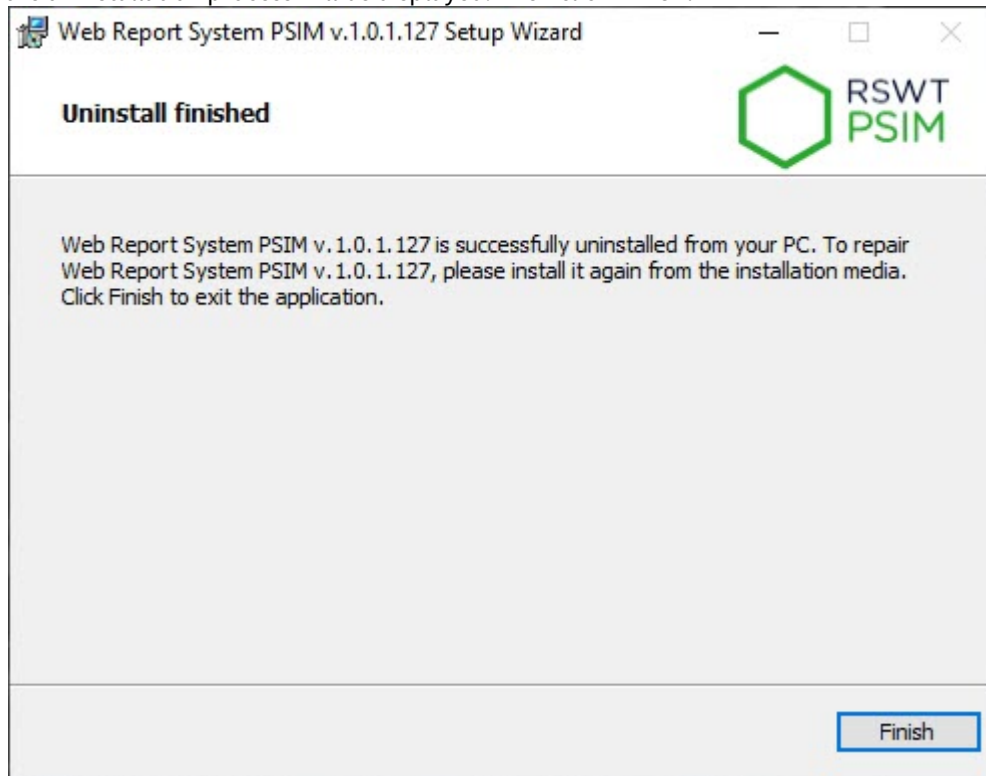 Web Report System PSIM v.1.0.1.127 Setup Wizard
Uninstall finished
RSWT
PSIM
Web Report System PSIM v.1.0.1.127 is successfully uninstalled from your PC. To repair
Web Report System PSIM v.1.0.1.127, please install it again from the installation media.
Click Finish to exit the application.
Finish